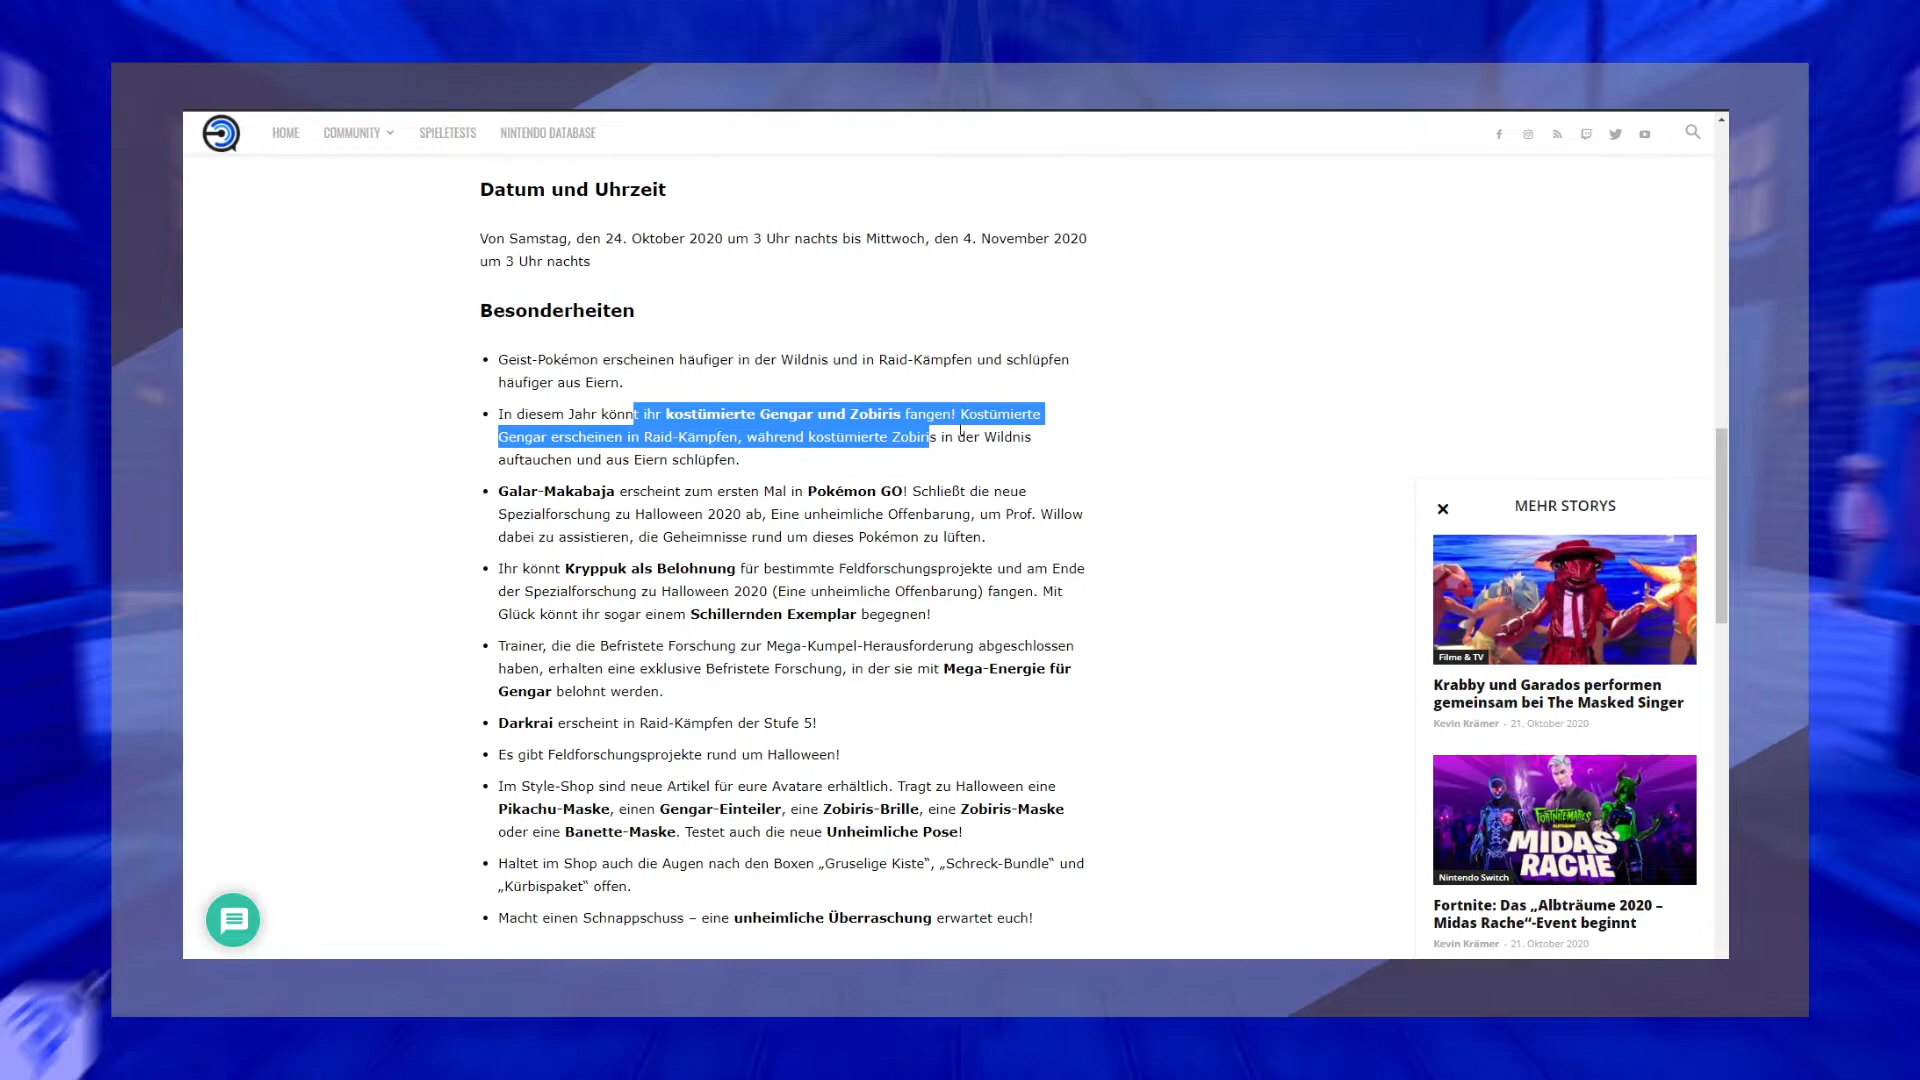 HOME COMMUNITY SPIELETESTS NINTENDO DATABASE
Datum und Uhrzeit
Von Samstag, den 24. Oktober 2020 um 3 Uhr nachts bis Mittwoch, den 4. November 2020
um 3 Uhr nachts
Besonderheiten
• Geist-Pokémon erscheinen häufiger in der Wildnis und in Raid-Kämpfen und schlüpfen
häufiger aus Eiern.
• In diesem Jahr könnt ihr kostümierte Gengar und Zobiris fangen! Kostümierte
Gengar erscheinen in Raid-Kämpfen, während kostümierte Zobiris in der Wildnis
auftauchen und aus Eiern schlüpfen.
• Galar-Makabaja erscheint zum ersten Mal in Pokémon GO! Schließt die neue
Spezialforschung zu Halloween 2020 ab, Eine unheimliche Offenbarung, um Prof. Willow
dabei zu assistieren, die Geheimnisse rund um dieses Pokémon zu lüften.
• Ihr könnt Kryppuk als Belohnung für bestimmte Feldforschungsprojekte und am Ende
der Spezialforschung zu Halloween 2020 (Eine unheimliche Offenbarung) fangen. Mit
Glück könnt ihr sogar einem Schillernden Exemplar begegnen!
• Trainer, die die Befristete Forschung zur Mega-Kumpel-Herausforderung abgeschlossen
haben, erhalten eine exklusive Befristete Forschung, in der sie mit Mega-Energie für
Gengar belohnt werden.
• Darkrai erscheint in Raid-Kämpfen der Stufe 5!
• Es gibt Feldforschungsprojekte rund um Halloween!
• Im Style-Shop sind neue Artikel für eure Avatare erhältlich. Tragt zu Halloween eine
Pikachu-Maske, einen Gengar-Einteiler, eine Zobiris-Brille, eine Zobiris-Maske
oder eine Banette-Maske. Testet auch die neue Unheimliche Pose!
• Haltet im Shop auch die Augen nach den Boxen „Gruselige Kiste“, „Schreck-Bundle“ und
„Kürbispaket“ offen.
• Macht einen Schnappschuss – eine unheimliche Überraschung erwartet euch!
MEHR STORYS
Filme & TV
Krabby und Garados performen
gemeinsam bei The Masked Singer
Kevin Krämer - 21. Oktober 2020
FORTNITEMARES
MIDAS
RACHE
Nintendo Switch
Fortnite: Das „Albträume 2020 –
Midas Rache“-Event beginnt
Kevin Krämer - 21. Oktober 2020